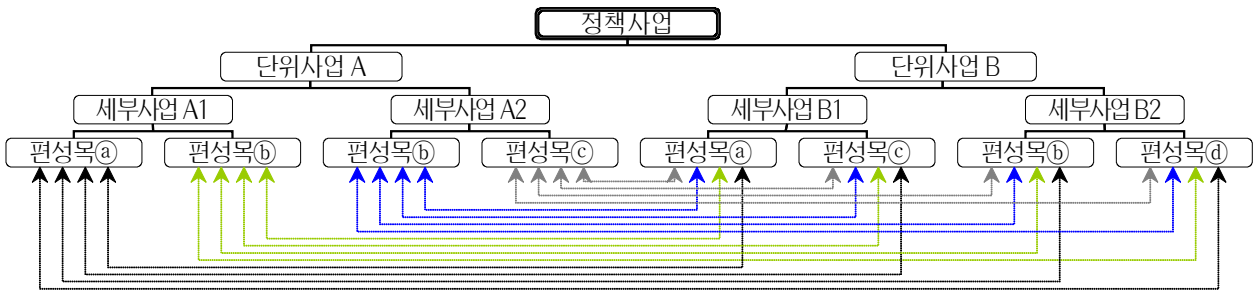 정책사업
단위사업 A
단위사업 B
세부사업 A1
세부사업 A2
세부사업 B1
세부사업 B2
편성목ⓐ
편성목ⓑ
편성목ⓑ
편성목ⓒ
편성목ⓐ
편성목ⓒ
편성목ⓑ
편성목ⓓ